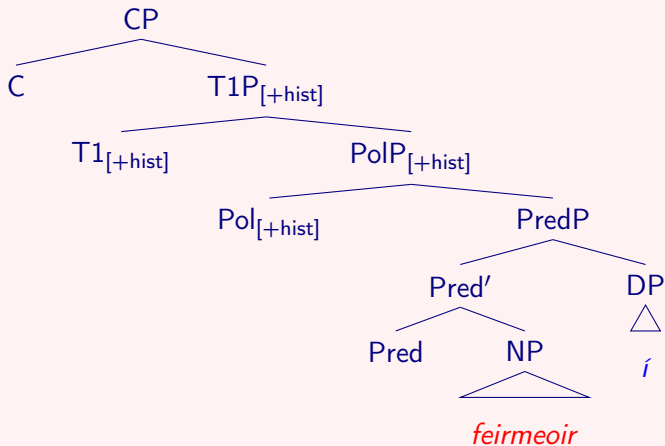 CP
C T1P[+hist]
T1[+hist] PolP[+hist]
Pol[+hist] PredP
Pred′ DP
Pred NP í
feirmeoir